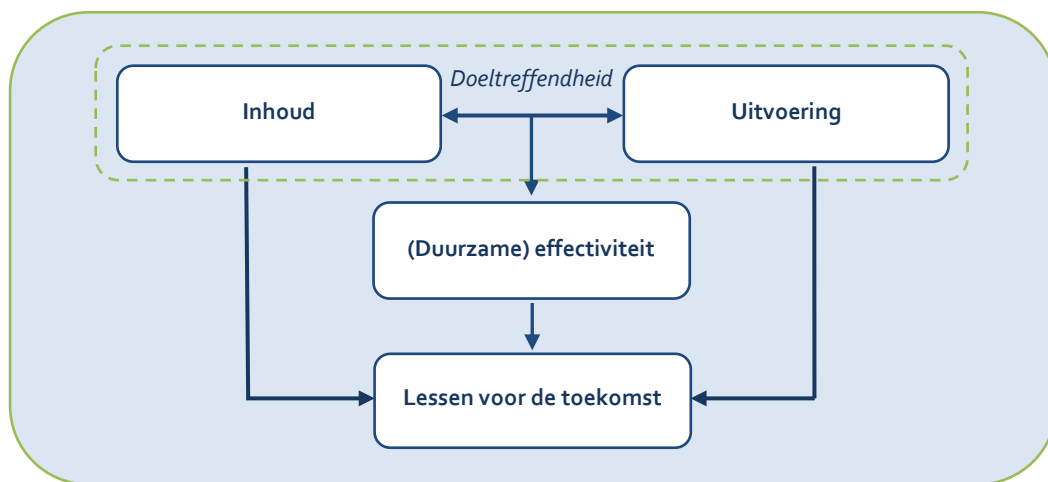 Doeltreffendheid
Inhoud
Uitvoering
(Duurzame) effectiviteit
Lessen voor de toekomst